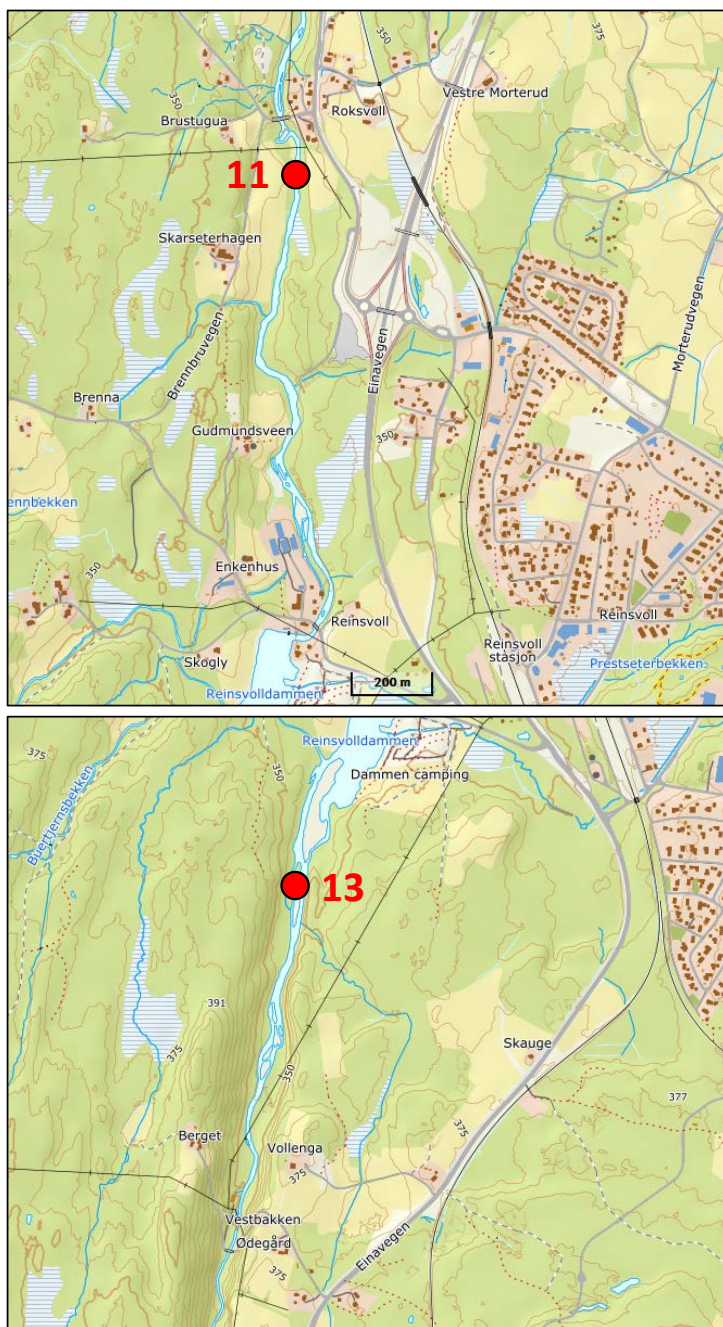 350
375
350
Roksvoll
Vestre Morterud
Brustugua
11
Skarseterhagen
Einavegen
Morterudvegen
Brennbruvegen
Brenna
Gudmundsveen
350
ennbekken
Enkenhus
350
Reinsvoll
Reinsvoll
Skogly
Reinsvoll
stasjon
Prestseterbekken
Reinsvolldammen
200 m
375
350
Reinsvolldammen
Dammen camping
Buertjernsbekken
13
391
375
350
Skauge
377
Berget
Vollenga
375
375
Vestbakken
Ødegård
Einavegen
375